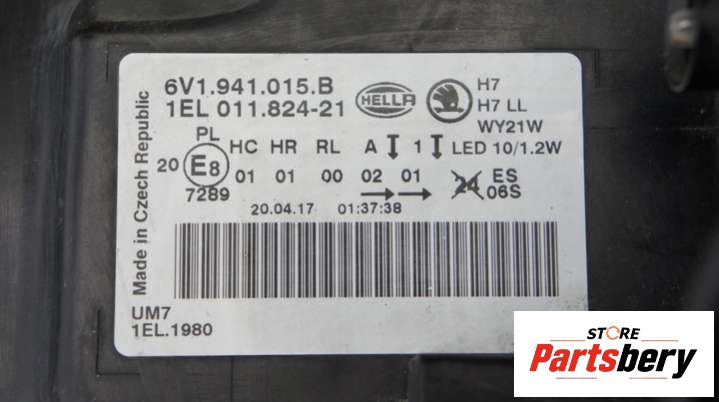 Made in Czech Republic
6V1.941.015.B
1EL 011.824-21
HELLA
H7
H7 LL
WY21W
LED 10/1.2W
PL
HC HR RL A 1
20 E8 01 01 00 02 01 24 ES
7289 06S
20.04.17 01:37:38
UM7
1EL.1980
STORE
Partsbery